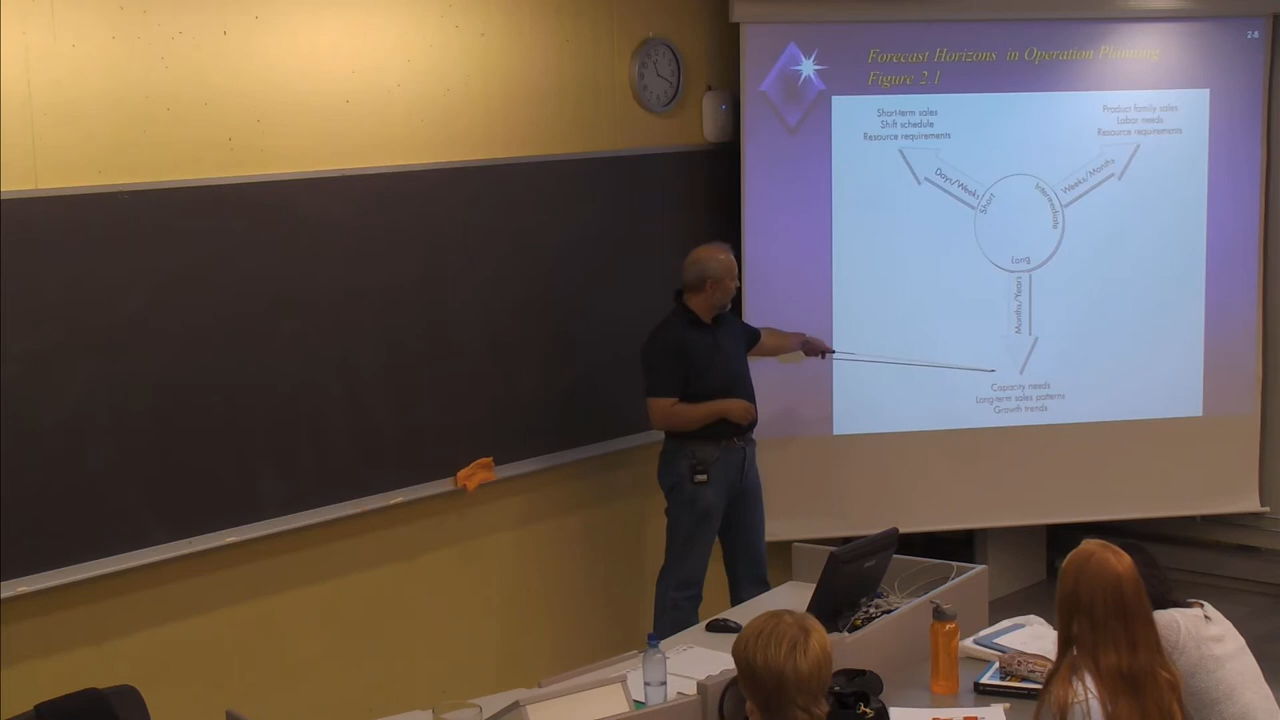 2-6
Forecast Horizons in Operation Planning
Figure 2.1
Short-term sales
Shift schedule
Resource requirements
Product family sales
Labor needs
Resource requirements
Days/Weeks
Weeks/Months
Short
Intermediate
Long
Months/Years
Capacity needs
Long-term sales patterns
Growth trends